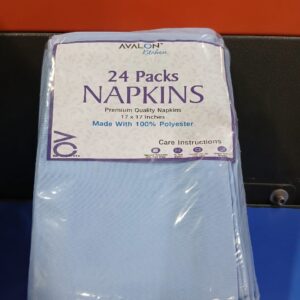 AVALON®
Kitchen
24 Packs
NAPKINS
Premium Quality Napkins
17 x 17 Inches
Made With 100% Polyester
Care Instructions